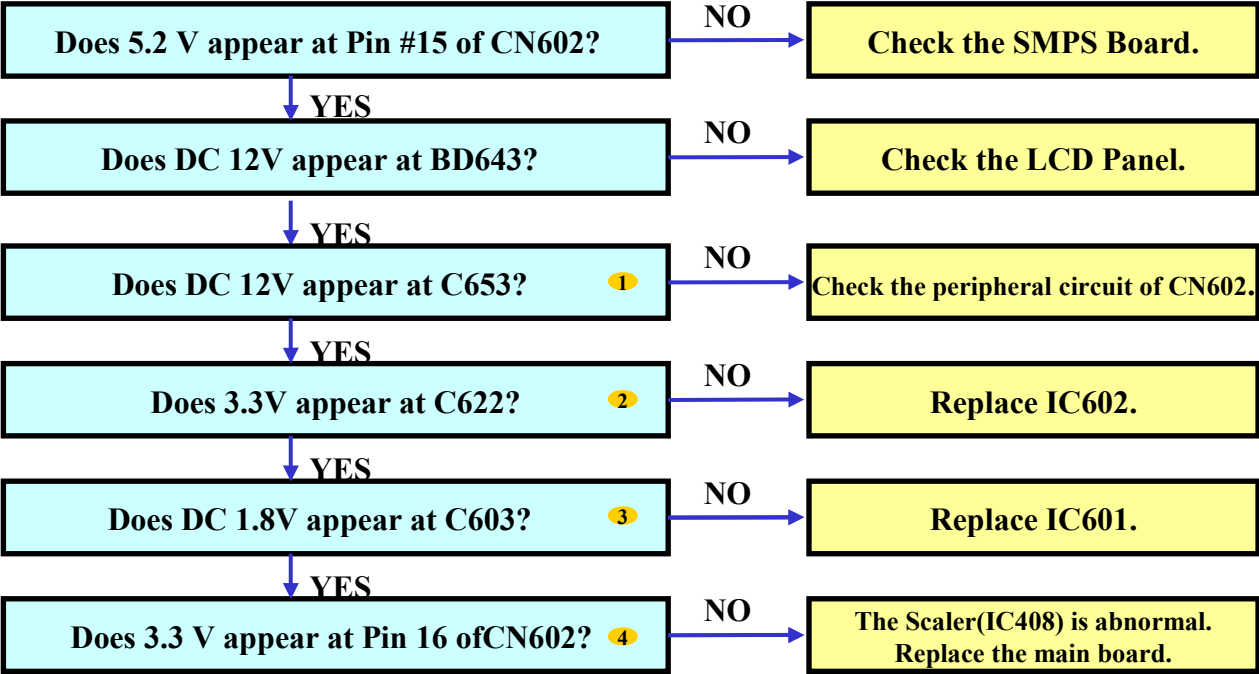 Does 5.2 V appear at Pin #15 of CN602?
NO
Check the SMPS Board.
YES
Does DC 12V appear at BD643?
NO
Check the LCD Panel.
YES
Does DC 12V appear at C653?
1
NO
Check the peripheral circuit of CN602.
YES
Does 3.3V appear at C622?
2
NO
Replace IC602.
YES
Does DC 1.8V appear at C603?
3
NO
Replace IC601.
YES
Does 3.3 V appear at Pin 16 ofCN602?
4
NO
The Scaler(IC408) is abnormal.
Replace the main board.